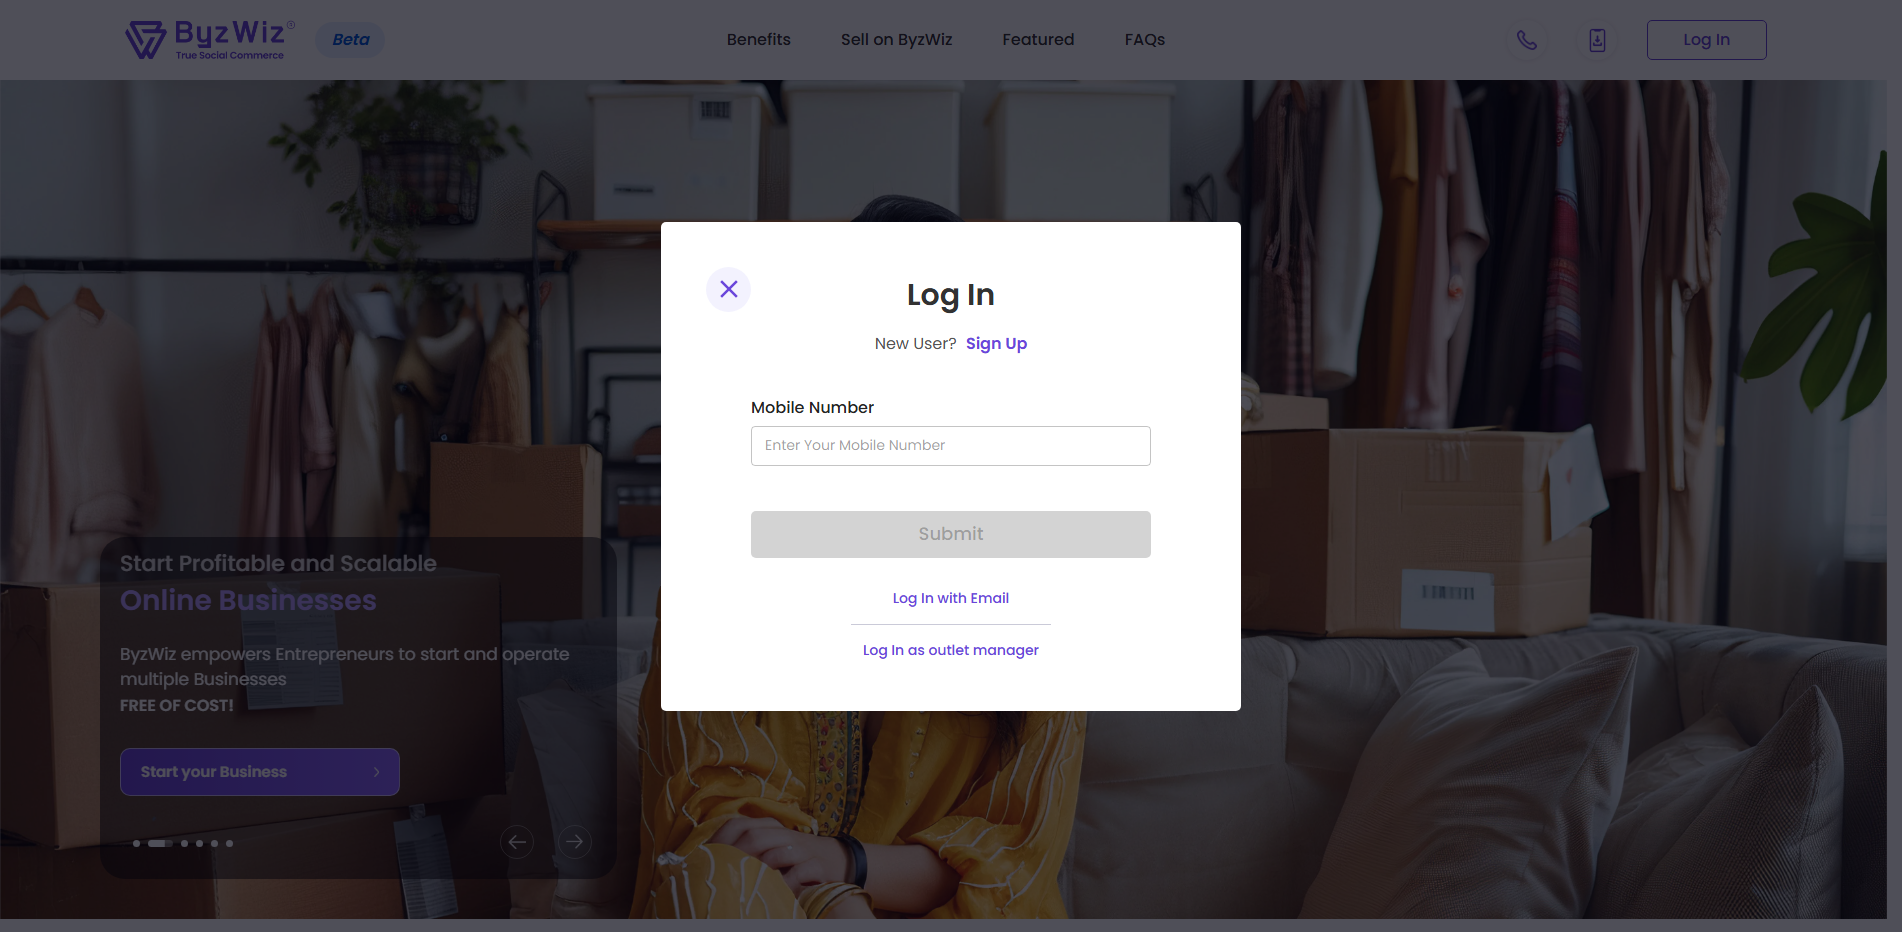 ByzWiz®
True Social Commerce
Beta
Benefits
Sell on ByzWiz
Featured
FAQs
Log In
Log In
New User? Sign Up
Mobile Number
Enter Your Mobile Number
Submit
Log In with Email
Log In as outlet manager
Start Profitable and Scalable
Online Businesses
ByzWiz empowers Entrepreneurs to start and operate
multiple Businesses
FREE OF COST!
Start your Business